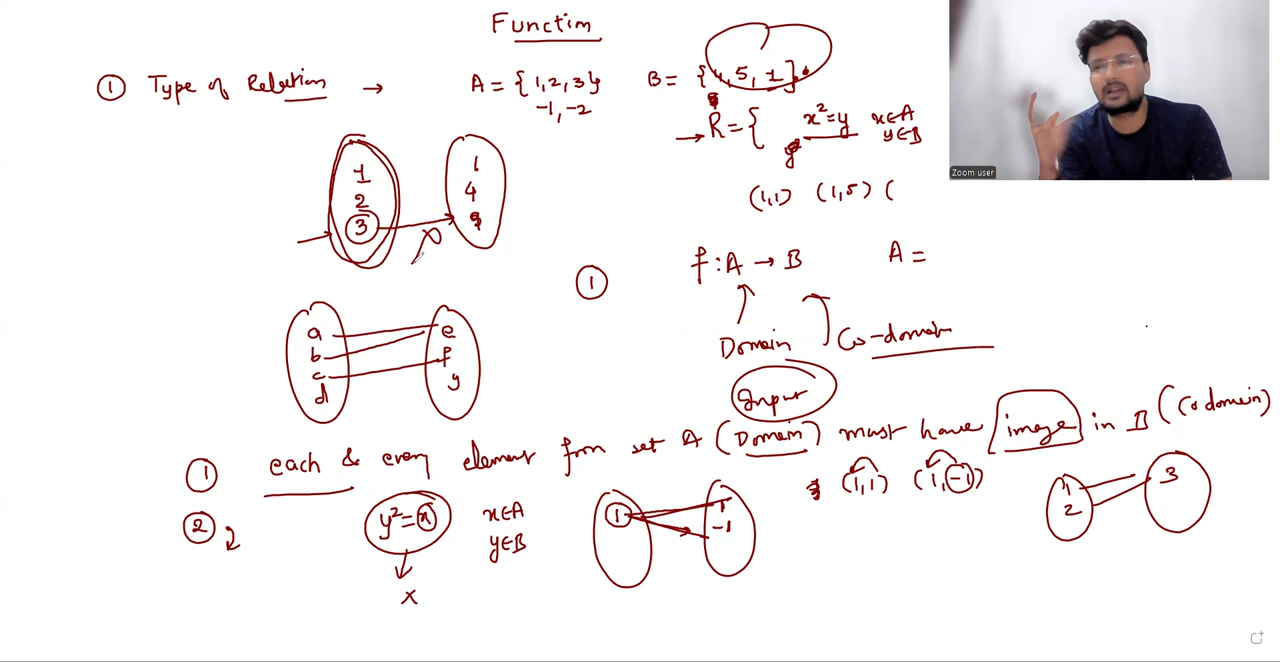 Function
① Type of Relation → A = {1,2,3} B = {4,5,1}
-1, -2
R = { x²=y x∈A
y∈B
(1,1) (1,5) (
Zoom user
1 1
2 4
3
f : A → B A =
①
Domain Co-domain
Input
a e
b f
c y
d
① each & every element from set A (Domain) must have image in B (Co domain)
(1,1) (1,-1)
② y²=x x∈A
y∈B
x
1 1
-1
1 3
2